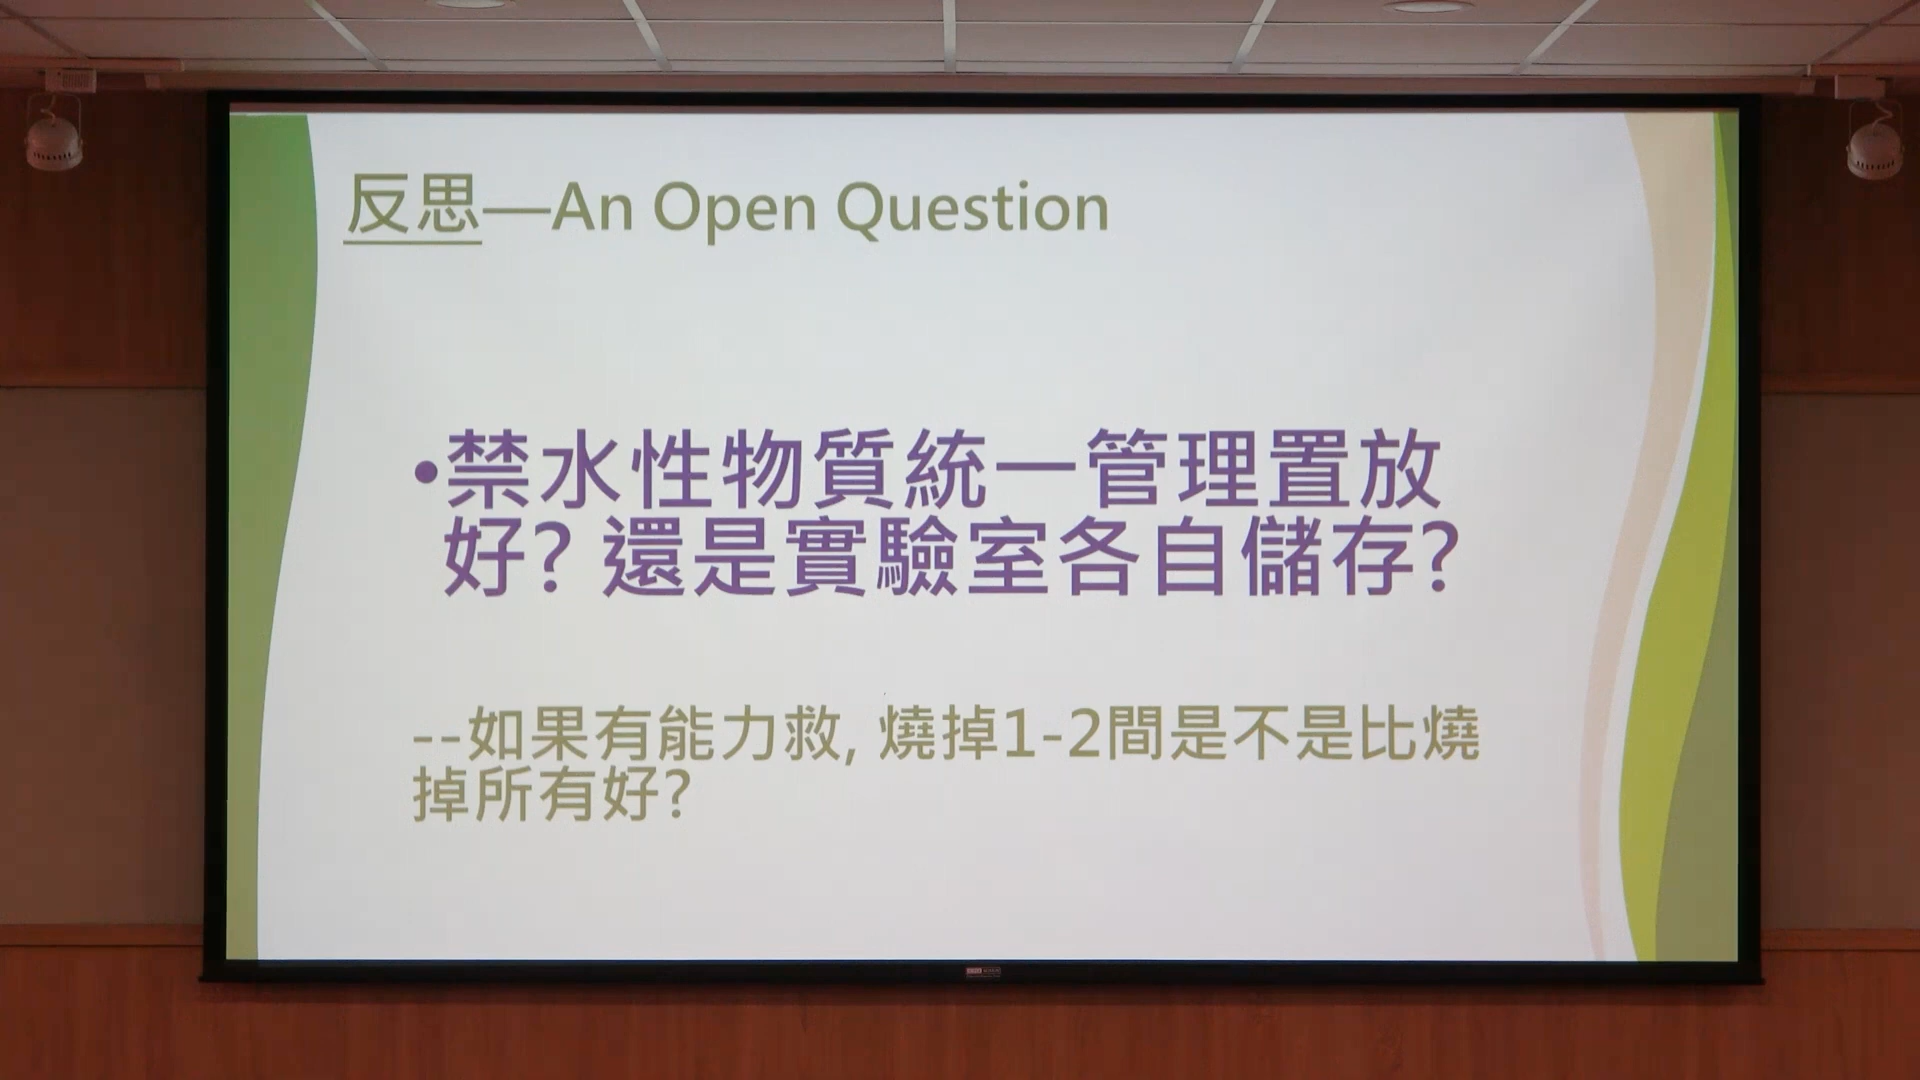 反思—An Open Question
•禁水性物質統一管理置放
好? 還是實驗室各自儲存?
--如果有能力救, 燒掉1-2間是不是比燒
掉所有好?